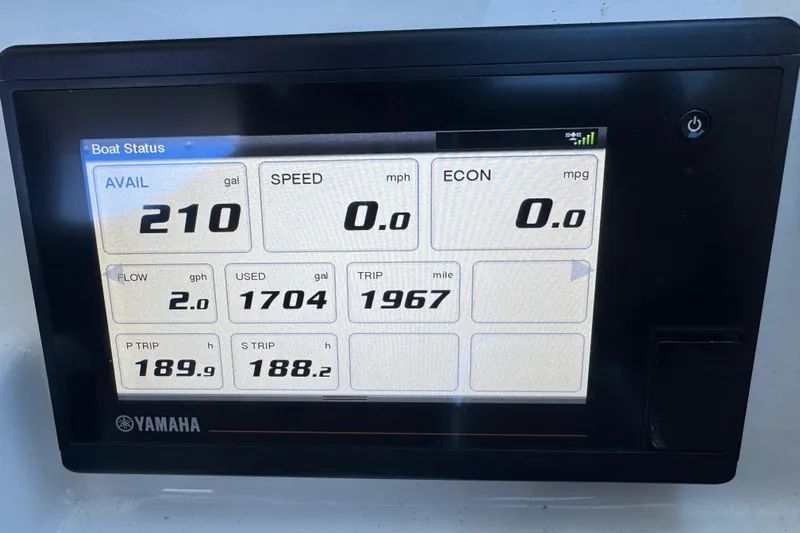 Boat Status
AVAIL gal
210
SPEED mph
0.0
ECON mpg
0.0
FLOW gph
2.0
USED gal
1704
TRIP mile
1967
P TRIP h
189.9
S TRIP h
188.2
YAMAHA